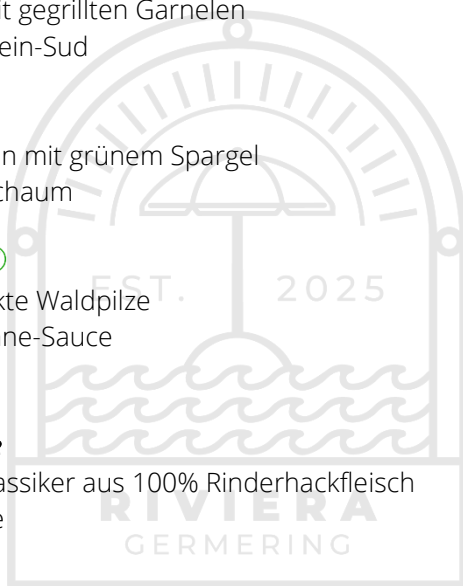 it gegrillten Garnelen
ein-Sud
n mit grünem Spargel
chaum
EST. 2025
kte Waldpilze
ne-Sauce
assiker aus 100% Rinderhackfleisch
e
RIVIERA
GERMERING